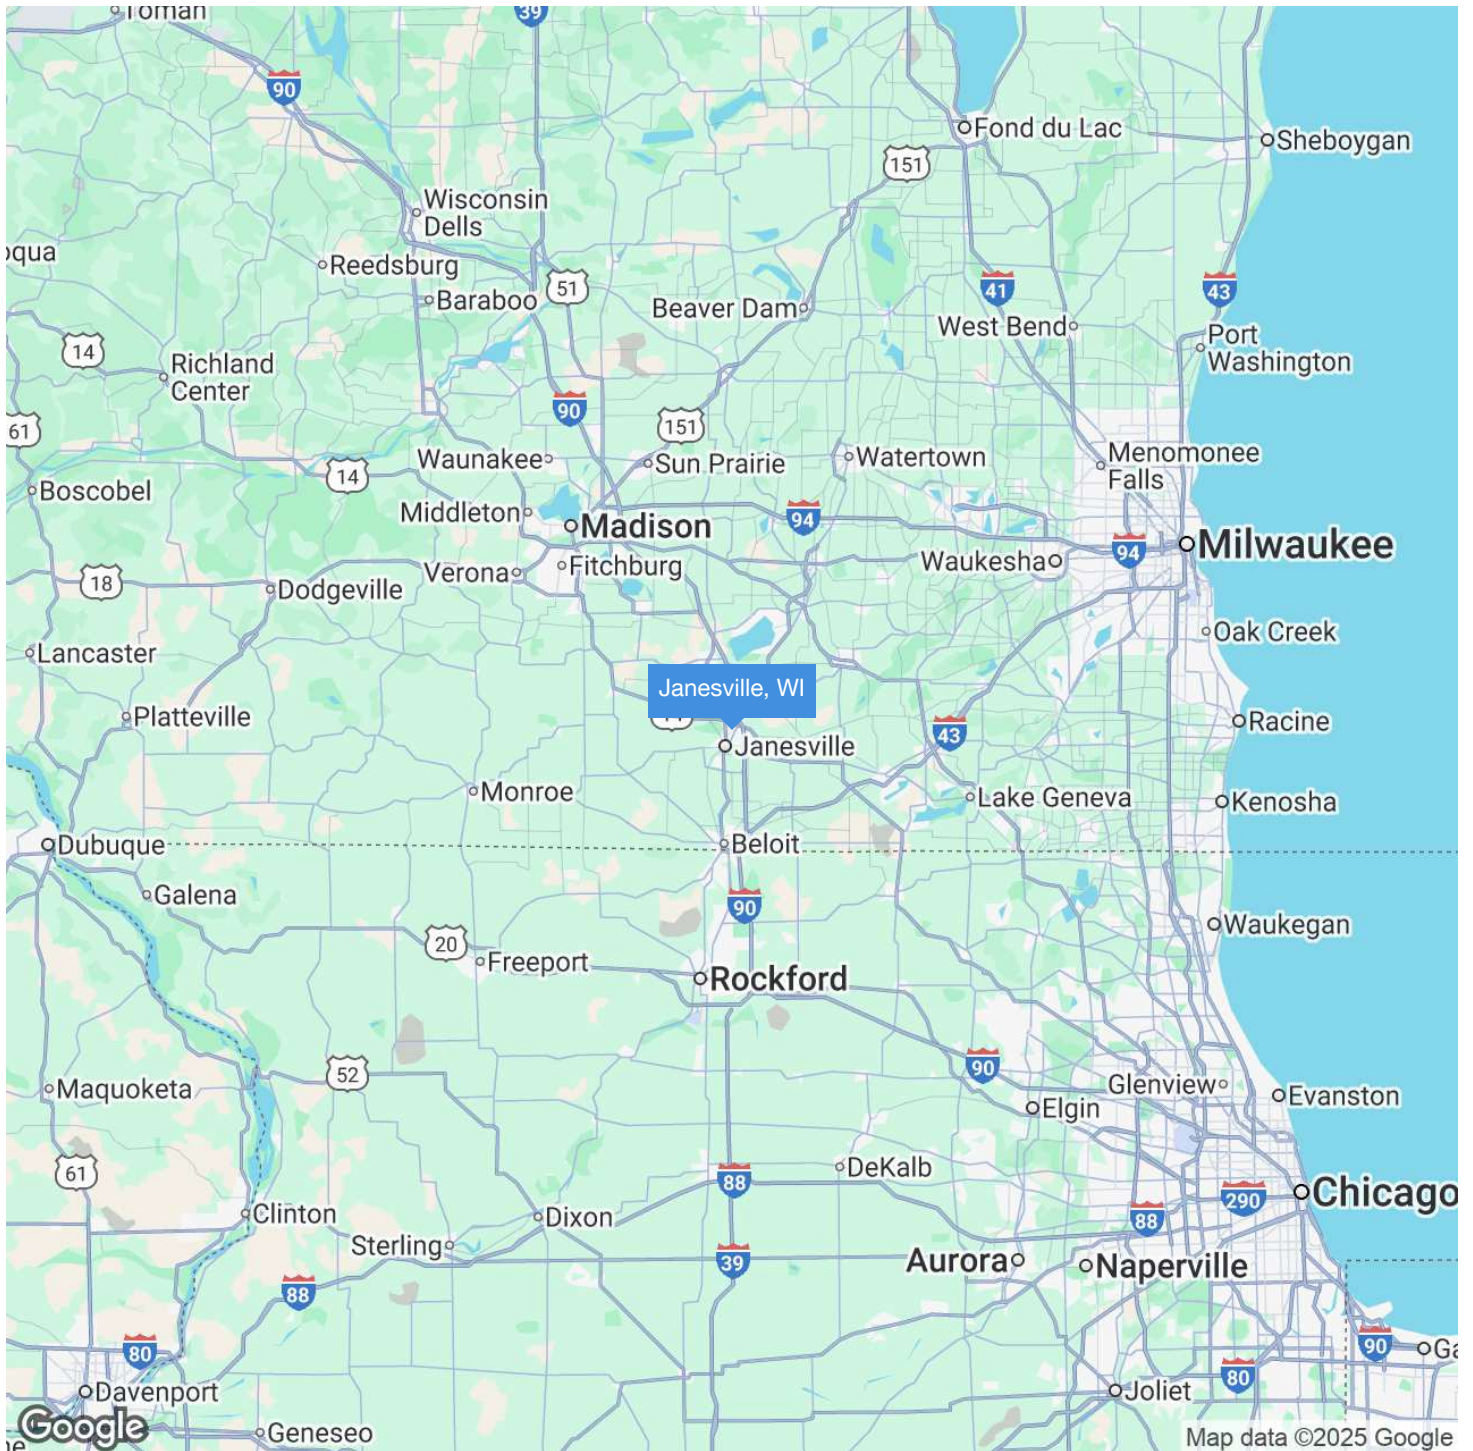 Toman
39
90
Fond du Lac
Sheboygan
151
Wisconsin
Dells
oqua
Reedsburg
51
41
43
Baraboo
Beaver Dam
West Bend
Port
Washington
14
Richland
Center
90
61
151
Menomonee
Falls
Waunakee
Sun Prairie
Watertown
14
Boscobel
Middleton
Madison
94
Milwaukee
94
Waukesha
Verona
Fitchburg
18
Dodgeville
Oak Creek
Lancaster
Janesville, WI
Platteville
Racine
43
Janesville
Monroe
Lake Geneva
Kenosha
Dubuque
Beloit
Galena
90
Waukegan
20
Freeport
Rockford
52
90
Maquoketa
Glenview
Evanston
Elgin
61
DeKalb
88
Chicago
290
Clinton
Dixon
88
Sterling
39
Aurora
Naperville
88
80
90
Ga
80
Davenport
Joliet
Google
Geneseo
ne
Map data ©2025 Google